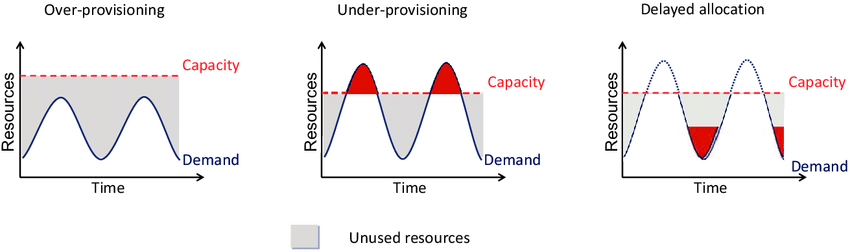 Over-provisioning
Under-provisioning
Delayed allocation
Resources
Capacity
Demand
Time
Resources
Capacity
Demand
Time
Resources
Capacity
Demand
Time
Unused resources